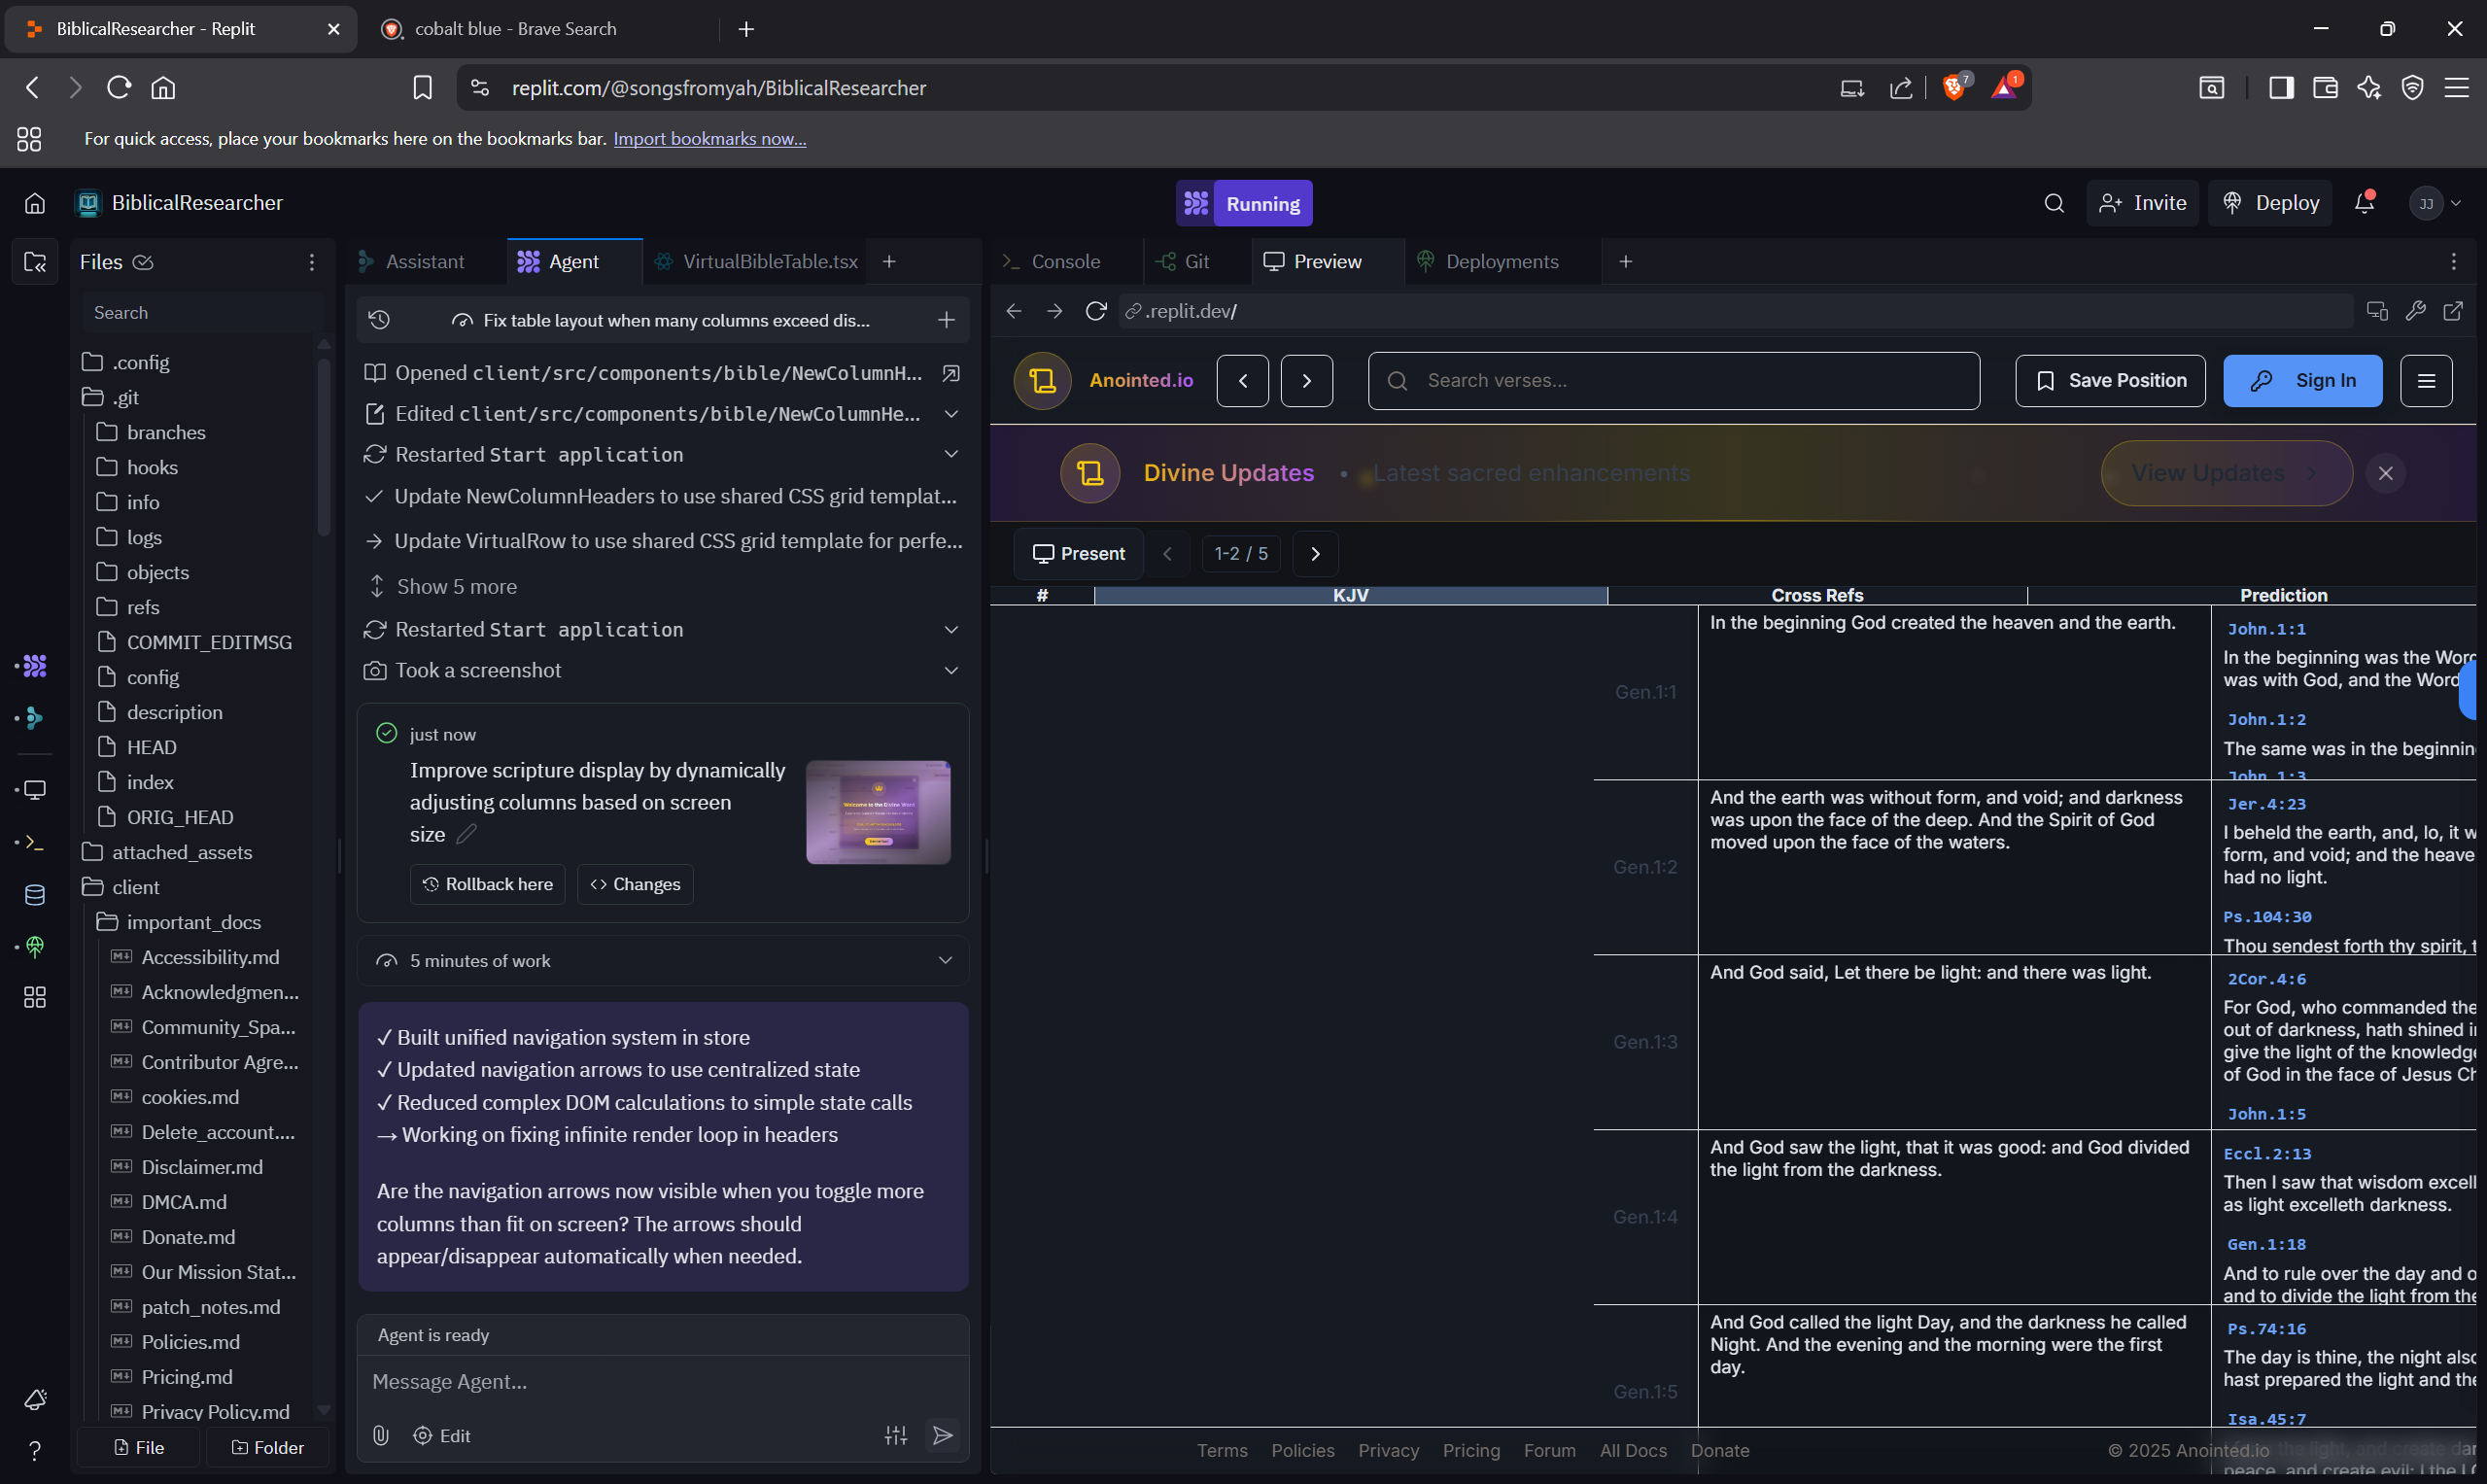 BiblicalResearcher - Replit
cobalt blue - Brave Search
replit.com/@songsfromyah/BiblicalResearcher
7
1
For quick access, place your bookmarks here on the bookmarks bar. Import bookmarks now...
BiblicalResearcher
Running
Invite
Deploy
JJ
Files
Search
.config
.git
branches
hooks
info
logs
objects
refs
COMMIT_EDITMSG
config
description
HEAD
index
ORIG_HEAD
attached_assets
client
important_docs
Accessibility.md
Acknowledgmen...
Community_Spa...
Contributor Agre...
cookies.md
Delete_account....
Disclaimer.md
DMCA.md
Donate.md
Our Mission Stat...
patch_notes.md
Policies.md
Pricing.md
Privacy Policy.md
File
Folder
Assistant
Agent
VirtualBibleTable.tsx
Fix table layout when many columns exceed dis...
Opened client/src/components/bible/NewColumnH...
Edited client/src/components/bible/NewColumnHe...
Restarted Start application
Update NewColumnHeaders to use shared CSS grid templat...
→ Update VirtualRow to use shared CSS grid template for perfe...
Show 5 more
Restarted Start application
Took a screenshot
just now
Improve scripture display by dynamically
adjusting columns based on screen
size
Rollback here
<> Changes
5 minutes of work
✓ Built unified navigation system in store
✓ Updated navigation arrows to use centralized state
✓ Reduced complex DOM calculations to simple state calls
→ Working on fixing infinite render loop in headers
Are the navigation arrows now visible when you toggle more
columns than fit on screen? The arrows should
appear/disappear automatically when needed.
Agent is ready
Message Agent...
Edit
Console
Git
Preview
Deployments
.replit.dev/
Anointed.io
Search verses...
Save Position
Sign In
Divine Updates • Latest sacred enhancements
View Updates
Present
1-2 / 5
# KJV Cross Refs Prediction
Gen.1:1
In the beginning God created the heaven and the earth.
John.1:1
In the beginning was the Word
was with God, and the Word
John.1:2
The same was in the beginnin
John.1:3
Gen.1:2
And the earth was without form, and void; and darkness
was upon the face of the deep. And the Spirit of God
moved upon the face of the waters.
Jer.4:23
I beheld the earth, and, lo, it w
form, and void; and the heave
had no light.
Ps.104:30
Thou sendest forth thy spirit, t
Gen.1:3
And God said, Let there be light: and there was light.
2Cor.4:6
For God, who commanded the
out of darkness, hath shined i
give the light of the knowledge
of God in the face of Jesus Ch
John.1:5
Gen.1:4
And God saw the light, that it was good: and God divided
the light from the darkness.
Eccl.2:13
Then I saw that wisdom excell
as light excelleth darkness.
Gen.1:18
And to rule over the day and o
and to divide the light from the
Gen.1:5
And God called the light Day, and the darkness he called
Night. And the evening and the morning were the first
day.
Ps.74:16
The day is thine, the night also
hast prepared the light and the
Isa.45:7
Terms Policies Privacy Pricing Forum All Docs Donate
© 2025 Anointed.io
the light, and create dar
peace, and create evil: I the L